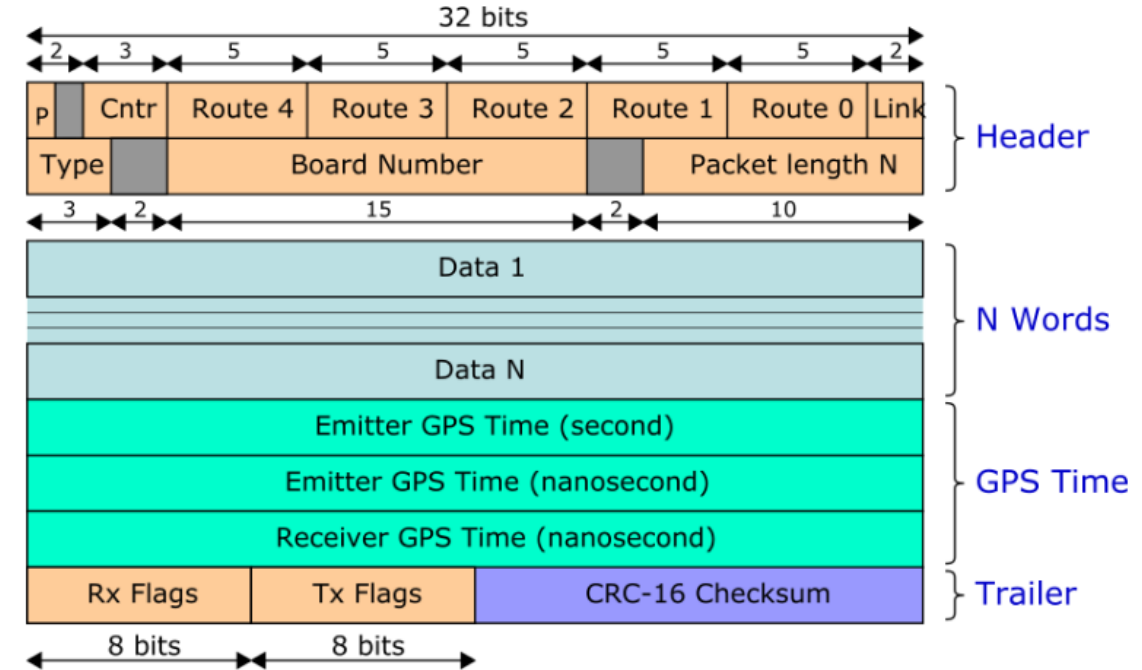 32 bits
2 3 5 5 5 5 5 2
P Cntr Route 4 Route 3 Route 2 Route 1 Route 0 Link
Header
Type Board Number Packet length N
3 2 15 2 10
Data 1
N Words
Data N
Emitter GPS Time (second)
Emitter GPS Time (nanosecond)
GPS Time
Receiver GPS Time (nanosecond)
Rx Flags Tx Flags CRC-16 Checksum
Trailer
8 bits 8 bits